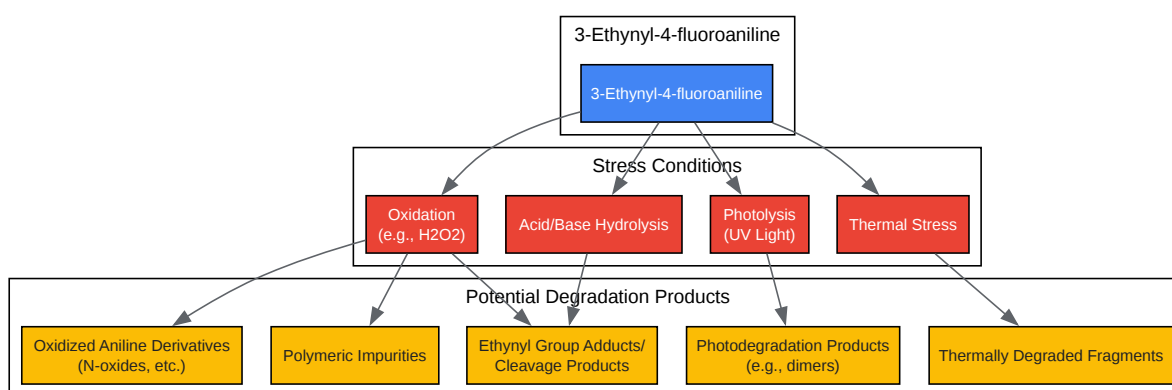 3-Ethynyl-4-fluoroaniline
3-Ethynyl-4-fluoroaniline
Stress Conditions
Oxidation
(e.g., H2O2)
Acid/Base Hydrolysis
Photolysis
(UV Light)
Thermal Stress
Potential Degradation Products
Oxidized Aniline Derivatives
(N-oxides, etc.)
Polymeric Impurities
Ethynyl Group Adducts/
Cleavage Products
Photodegradation Products
(e.g., dimers)
Thermally Degraded Fragments